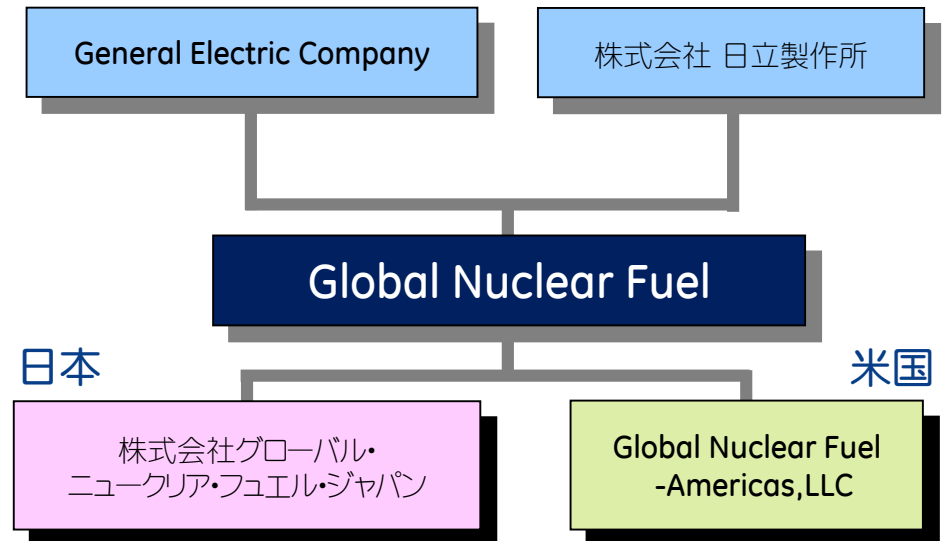 General Electric Company
株式会社 日立製作所
Global Nuclear Fuel
日本
米国
株式会社グローバル・
ニュークリア・フュエル・ジャパン
Global Nuclear Fuel
-Americas,LLC